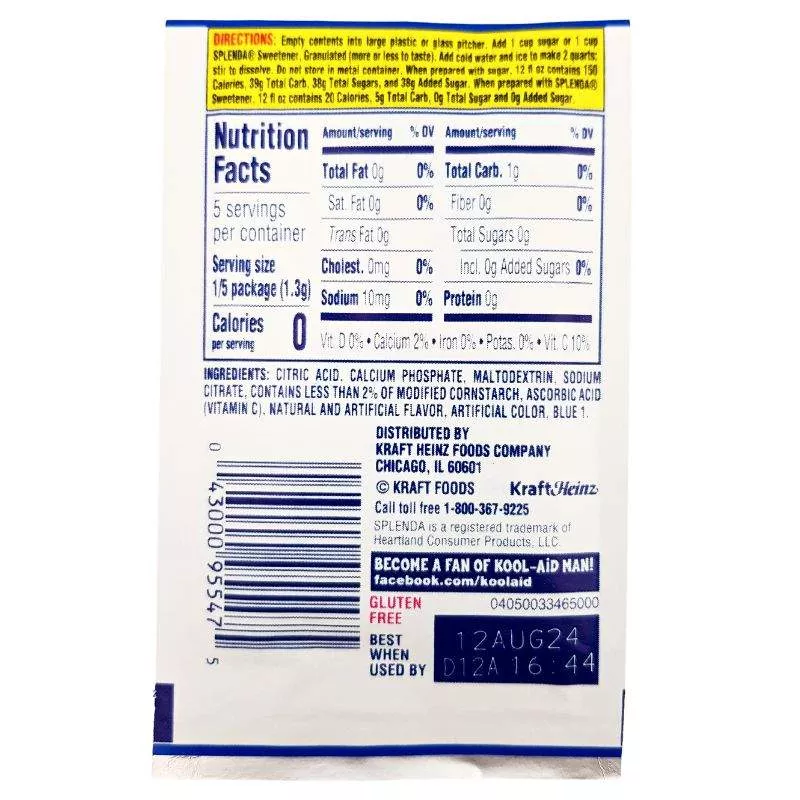 DIRECTIONS: Empty contents into large plastic or glass pitcher. Add 1 cup sugar or 1 cup
SPLENDA® Sweetener, Granulated (more or less to taste). Add cold water and ice to make 2 quarts;
stir to dissolve. Do not store in metal container. When prepared with sugar, 12 fl oz contains 150
Calories, 39g Total Carb, 38g Total Sugars, and 38g Added Sugar. When prepared with SPLENDA®
Sweetener, 12 fl oz contains 20 Calories, 5g Total Carb, 0g Total Sugar and 0g Added Sugar.
Nutrition
Facts
5 servings
per container
Serving size
1/5 package (1.3g)
Calories
per serving
0
Amount/serving % DV
Total Fat 0g 0%
Sat. Fat 0g 0%
Trans Fat 0g
Cholest. 0mg 0%
Sodium 10mg 0%
Amount/serving % DV
Total Carb. 1g 0%
Fiber 0g 0%
Total Sugars 0g
Incl. 0g Added Sugars 0%
Protein 0g
Vit. D 0% • Calcium 2% • Iron 0% • Potas. 0% • Vit. C 10%
INGREDIENTS: CITRIC ACID, CALCIUM PHOSPHATE, MALTODEXTRIN, SODIUM
CITRATE, CONTAINS LESS THAN 2% OF MODIFIED CORNSTARCH, ASCORBIC ACID
(VITAMIN C), NATURAL AND ARTIFICIAL FLAVOR, ARTIFICIAL COLOR, BLUE 1.
DISTRIBUTED BY
KRAFT HEINZ FOODS COMPANY
CHICAGO, IL 60601
© KRAFT FOODS KraftHeinz
Call toll free 1-800-367-9225
SPLENDA is a registered trademark of
Heartland Consumer Products, LLC.
BECOME A FAN OF KOOL-AID MAN!
facebook.com/koolaid
GLUTEN
FREE
04050033465000
BEST
WHEN
USED BY
12AUG24
D12A 16:44
0 43000 95547 5